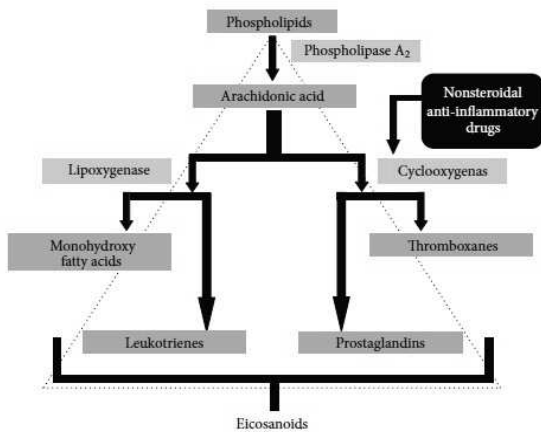 Phospholipids
Phospholipase A₂
Arachidonic acid
Nonsteroidal
anti-inflammatory
drugs
Lipoxygenase
Cyclooxygenas
Monohydroxy
fatty acids
Thromboxanes
Leukotrienes
Prostaglandins
Eicosanoids